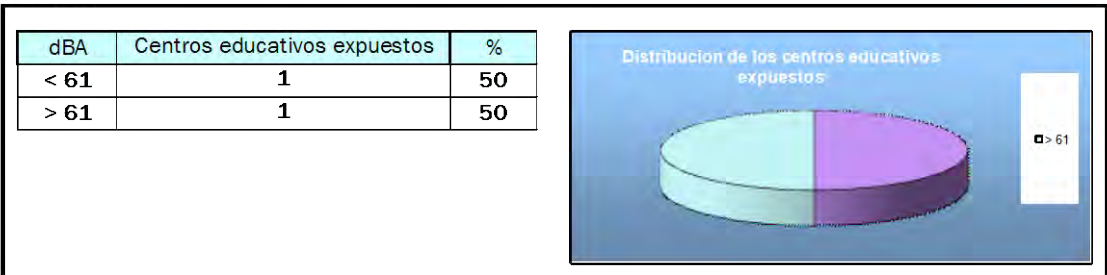 dBA Centros educativos expuestos %
< 61 1 50
> 61 1 50
Distribucion de los centros educativos
expuestos
> 61